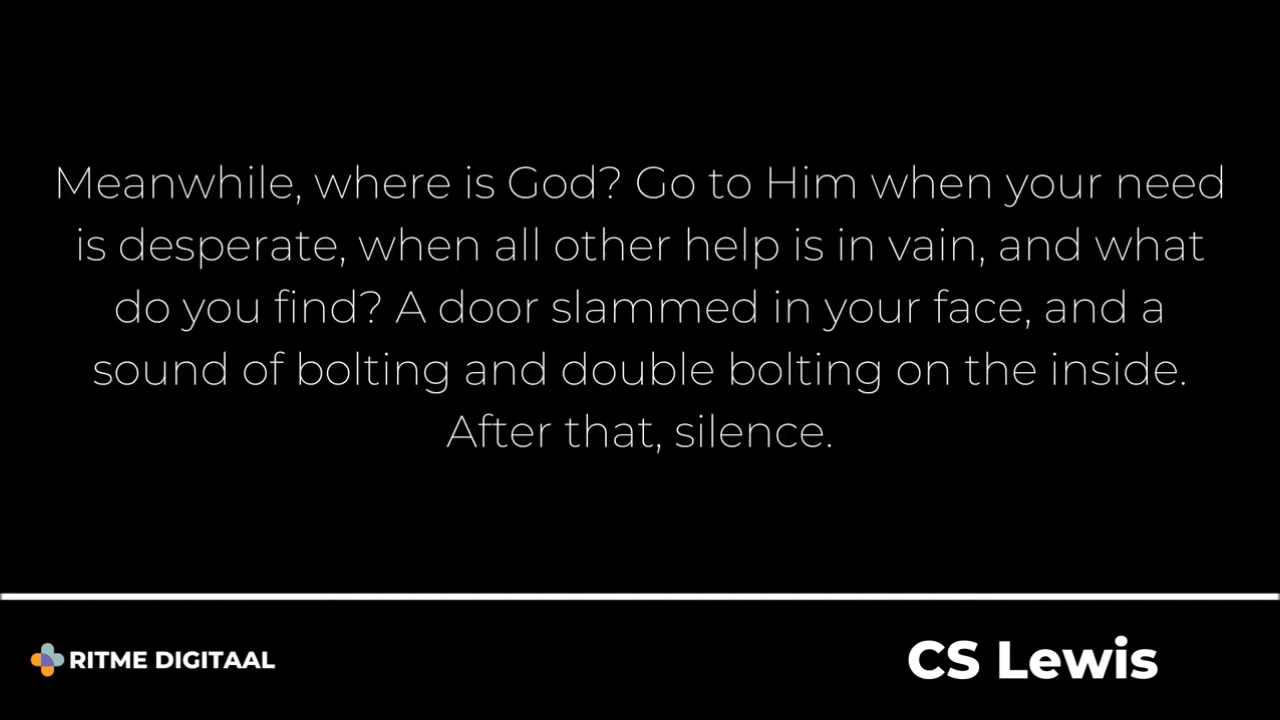 Meanwhile, where is God? Go to Him when your need
is desperate, when all other help is in vain, and what
do you find? A door slammed in your face, and a
sound of bolting and double bolting on the inside.
After that, silence.
RITME DIGITAAL
CS Lewis